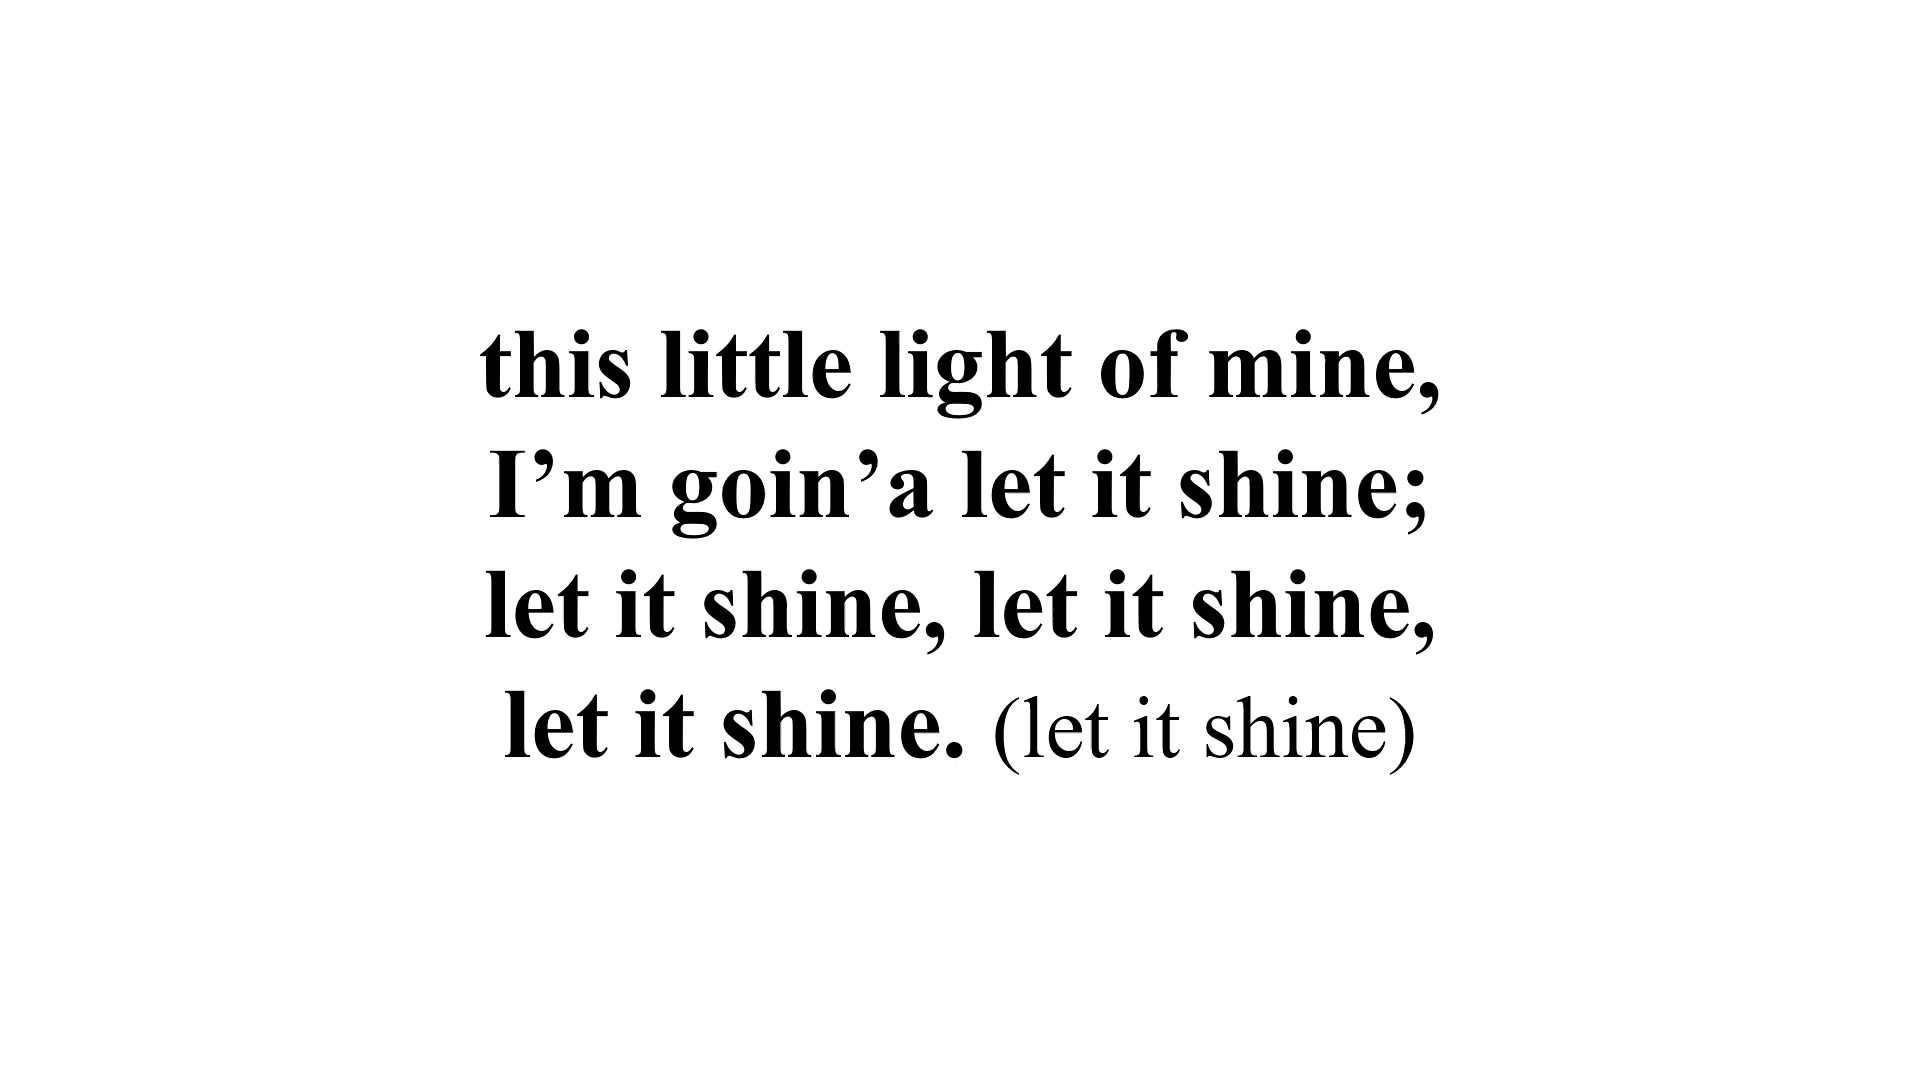 this little light of mine,
I’m goin’a let it shine;
let it shine, let it shine,
let it shine. (let it shine)